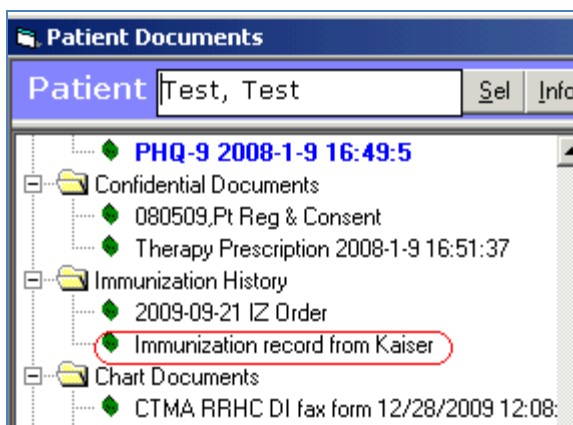 Patient Documents
Patient Test, Test Sel Info
PHQ-9 2008-1-9 16:49:5
Confidential Documents
080509,Pt Reg & Consent
Therapy Prescription 2008-1-9 16:51:37
Immunization History
2009-09-21 IZ Order
Immunization record from Kaiser
Chart Documents
CTMA RRHC DI fax form 12/28/2009 12:08: